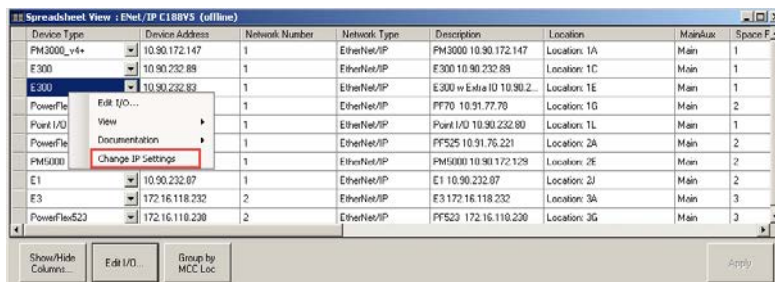 Spreadsheet View : ENet/IP C188V5 (offline)
Device Type Device Address Network Number Network Type Description Location MainAux Space F
PM3000_v4+ 10.90.172.147 1 EtherNet/IP PM3000 10.90.172.147 Location: 1A Main 1
E300 10.90.232.89 1 EtherNet/IP E300 10.90.232.89 Location: 1C Main 1
E300 10.90.232.83 1 EtherNet/IP E300 w Extra IO 10.90.2... Location: 1E Main 1
PowerFle EtherNet/IP PF70 10.91.77.78 Location: 1G Main 2
Point I/O EtherNet/IP Point I/O 10.90.232.80 Location: 1L Main 1
PowerFle EtherNet/IP PF525 10.91.76.221 Location: 2A Main 2
PM5000 EtherNet/IP PM5000 10.90.172.129 Location: 2E Main 2
Edit I/O...
View
Documentation
Change IP Settings
E1 10.90.232.87 1 EtherNet/IP E1 10.90.232.87 Location: 2J Main 2
E3 172.16.118.232 2 EtherNet/IP E3 172.16.118.232 Location: 3A Main 3
PowerFlex523 172.16.118.238 2 EtherNet/IP PF523 172.16.118.238 Location: 3G Main 3
Show/Hide
Columns...
Edit I/O...
Group by
MCC Loc
Apply